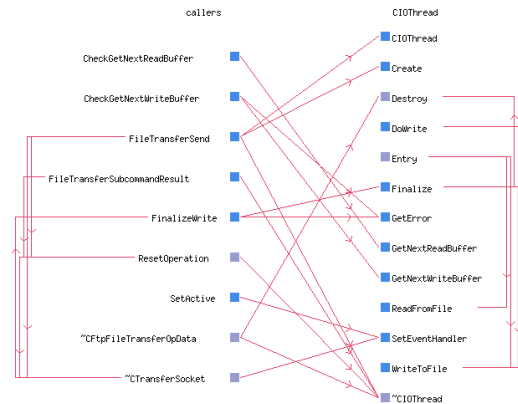 callers
CIOThread
CIOThread
CheckGetNextReadBuffer
Create
CheckGetNextWriteBuffer
Destroy
DoWrite
FileTransferSend
Entry
FileTransferSubcommandResult
Finalize
FinalizeWrite
GetError
GetNextReadBuffer
ResetOperation
GetNextWriteBuffer
SetActive
ReadFromFile
~CFtpFileTransferOpData
SetEventHandler
WriteToFile
~CTransferSocket
~CIOThread